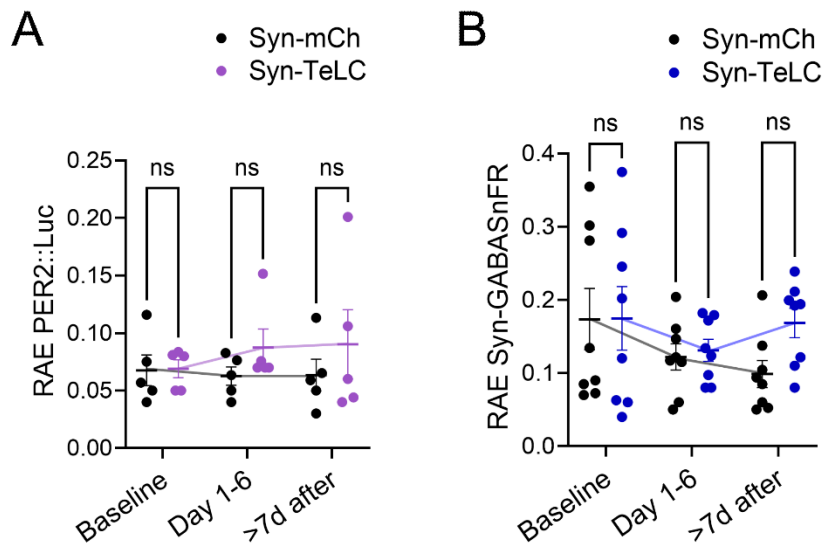 A
Syn-mCh
Syn-TeLC
ns
ns
ns
0.25
0.20
0.15
0.10
0.05
0.00
RAE PER2::Luc
Baseline
Day 1-6
>7d after
B
Syn-mCh
Syn-TeLC
ns
ns
ns
0.4
0.3
0.2
0.1
0.0
RAE Syn-GABASnFR
Baseline
Day 1-6
>7d after